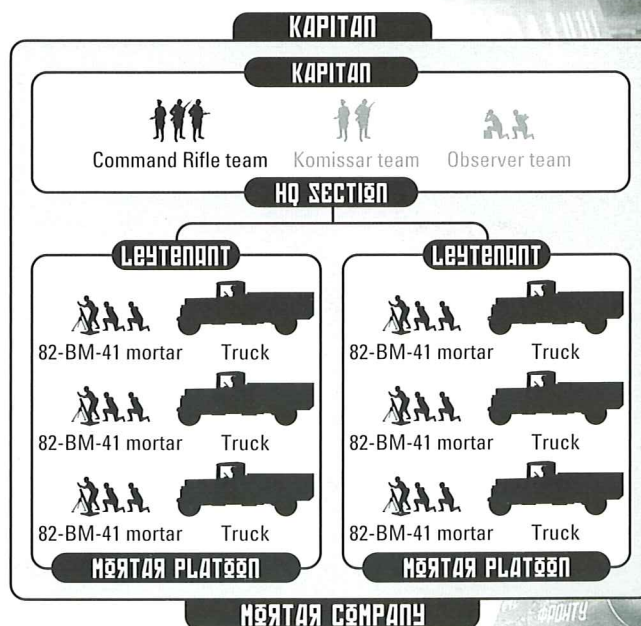 KAPITAN
KAPITAN
Command Rifle team Komissar team Observer team
HQ SECTION
LEYTENANT LEYTENANT
82-BM-41 mortar Truck 82-BM-41 mortar Truck
82-BM-41 mortar Truck 82-BM-41 mortar Truck
82-BM-41 mortar Truck 82-BM-41 mortar Truck
MORTAR PLATOON MORTAR PLATOON
MORTAR COMPANY
ФРОНТУ